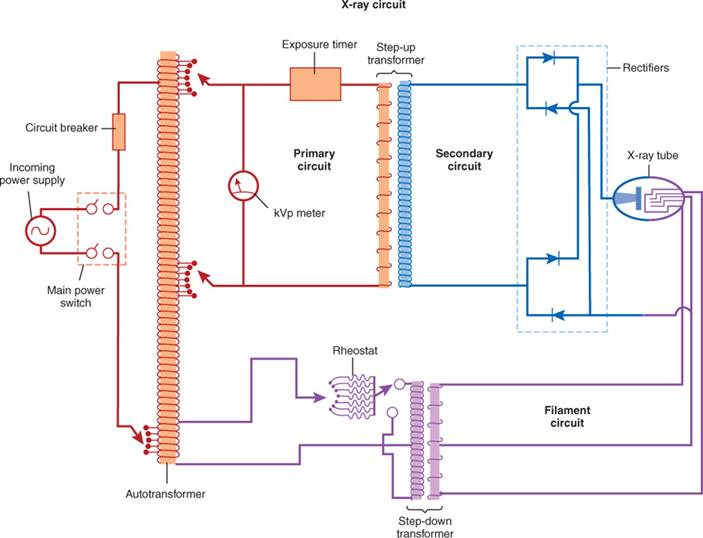 X-ray circuit
Exposure timer
Step-up
transformer
Rectifiers
Circuit breaker
Incoming
power supply
Primary
circuit
Secondary
circuit
X-ray tube
kVp meter
Main power
switch
Rheostat
Filament
circuit
Autotransformer
Step-down
transformer